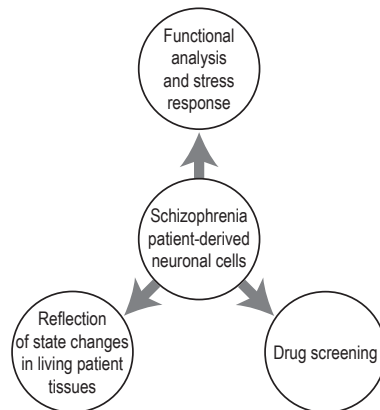 Functional
analysis
and stress
response
Schizophrenia
patient-derived
neuronal cells
Reflection
of state changes
in living patient
tissues
Drug screening